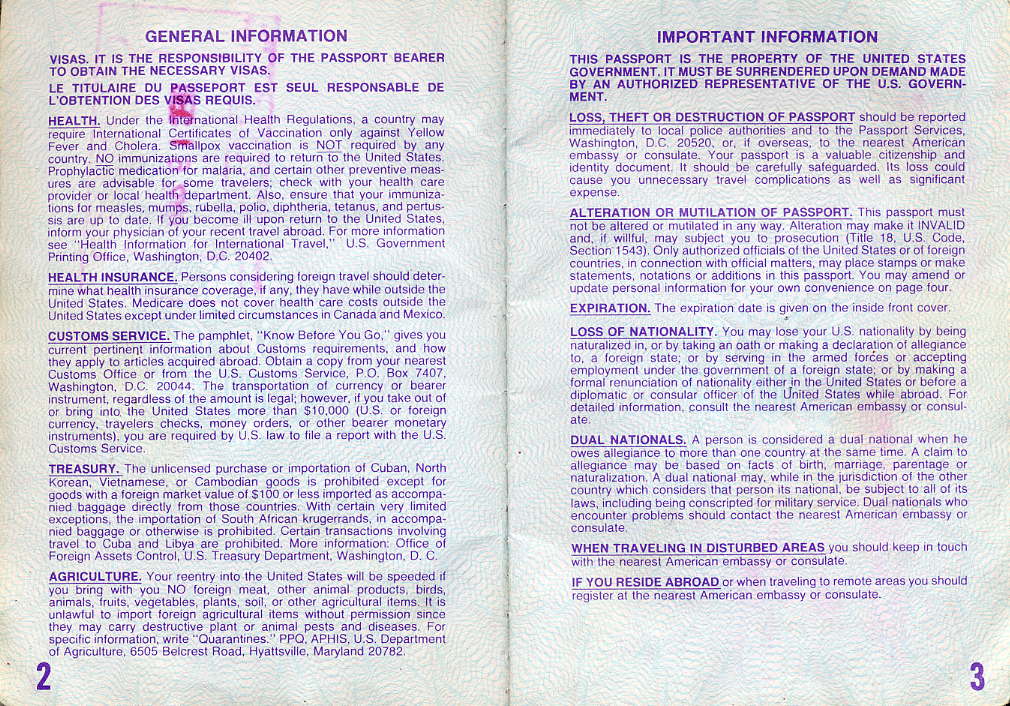 GENERAL INFORMATION
VISAS. IT IS THE RESPONSIBILITY OF THE PASSPORT BEARER
TO OBTAIN THE NECESSARY VISAS.
LE TITULAIRE DU PASSEPORT EST SEUL RESPONSABLE DE
L'OBTENTION DES VISAS REQUIS.
HEALTH. Under the International Health Regulations, a country may
require International Certificates of Vaccination only against Yellow
Fever and Cholera. Smallpox vaccination is NOT required by any
country. NO immunizations are required to return to the United States.
Prophylactic medication for malaria, and certain other preventive meas-
ures are advisable for some travelers; check with your health care
provider or local health department. Also, ensure that your immuniza-
tions for measles, mumps, rubella, polio, diphtheria, tetanus, and pertus-
sis are up to date. If you become ill upon return to the United States,
inform your physician of your recent travel abroad. For more information
see "Health Information for International Travel," U.S. Government
Printing Office, Washington, D.C. 20402.
HEALTH INSURANCE. Persons considering foreign travel should deter-
mine what health insurance coverage, if any, they have while outside the
United States. Medicare does not cover health care costs outside the
United States except under limited circumstances in Canada and Mexico.
CUSTOMS SERVICE. The pamphlet, "Know Before You Go," gives you
current pertinent information about Customs requirements, and how
they apply to articles acquired abroad. Obtain a copy from your nearest
Customs Office or from the U.S. Customs Service, P.O. Box 7407,
Washington, D.C. 20044. The transportation of currency or bearer
instrument, regardless of the amount is legal; however, if you take out of
or bring into the United States more than $10,000 (U.S. or foreign
currency, travelers checks, money orders, or other bearer monetary
instruments), you are required by U.S. law to file a report with the U.S.
Customs Service.
TREASURY. The unlicensed purchase or importation of Cuban, North
Korean, Vietnamese, or Cambodian goods is prohibited except for
goods with a foreign market value of $100 or less imported as accompa-
nied baggage directly from those countries. With certain very limited
exceptions, the importation of South African krugerrands, in accompa-
nied baggage or otherwise is prohibited. Certain transactions involving
travel to Cuba and Libya are prohibited. More information: Office of
Foreign Assets Control, U.S. Treasury Department, Washington, D. C.
AGRICULTURE. Your reentry into the United States will be speeded if
you bring with you NO foreign meat, other animal products, birds,
animals, fruits, vegetables, plants, soil, or other agricultural items. It is
unlawful to import foreign agricultural items without permission since
they may carry destructive plant or animal pests and diseases. For
specific information, write "Quarantines." PPQ, APHIS, U.S. Department
of Agriculture, 6505 Belcrest Road, Hyattsville, Maryland 20782.
2
IMPORTANT INFORMATION
THIS PASSPORT IS THE PROPERTY OF THE UNITED STATES
GOVERNMENT. IT MUST BE SURRENDERED UPON DEMAND MADE
BY AN AUTHORIZED REPRESENTATIVE OF THE U.S. GOVERN-
MENT.
LOSS, THEFT OR DESTRUCTION OF PASSPORT should be reported
immediately to local police authorities and to the Passport Services,
Washington, D.C. 20520, or, if overseas, to the nearest American
embassy or consulate. Your passport is a valuable citizenship and
identity document. It should be carefully safeguarded. Its loss could
cause you unnecessary travel complications as well as significant
expense.
ALTERATION OR MUTILATION OF PASSPORT. This passport must
not be altered or mutilated in any way. Alteration may make it INVALID
and, if willful, may subject you to prosecution (Title 18, U.S. Code,
Section 1543). Only authorized officials of the United States or of foreign
countries, in connection with official matters, may place stamps or make
statements, notations or additions in this passport. You may amend or
update personal information for your own convenience on page four.
EXPIRATION. The expiration date is given on the inside front cover.
LOSS OF NATIONALITY. You may lose your U.S. nationality by being
naturalized in, or by taking an oath or making a declaration of allegiance
to, a foreign state; or by serving in the armed forces or accepting
employment under the government of a foreign state; or by making a
formal renunciation of nationality either in the United States or before a
diplomatic or consular officer of the United States while abroad. For
detailed information, consult the nearest American embassy or consul-
ate.
DUAL NATIONALS. A person is considered a dual national when he
owes allegiance to more than one country at the same time. A claim to
allegiance may be based on facts of birth, marriage, parentage or
naturalization. A dual national may, while in the jurisdiction of the other
country which considers that person its national, be subject to all of its
laws, including being conscripted for military service. Dual nationals who
encounter problems should contact the nearest American embassy or
consulate.
WHEN TRAVELING IN DISTURBED AREAS you should keep in touch
with the nearest American embassy or consulate.
IF YOU RESIDE ABROAD or when traveling to remote areas you should
register at the nearest American embassy or consulate.
3